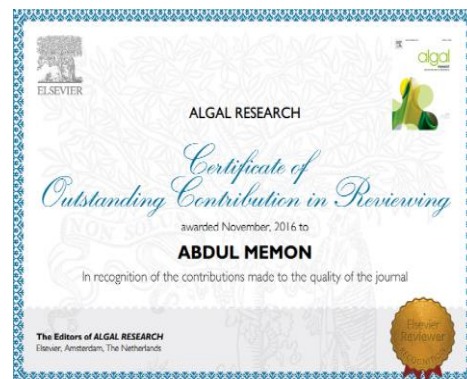 ELSEVIER
algal
ALGAL RESEARCH
Certificate of
Outstanding Contribution in Reviewing
awarded November, 2016 to
ABDUL MEMON
In recognition of the contributions made to the quality of the journal
The Editors of ALGAL RESEARCH
Elsevier, Amsterdam, The Netherlands
Elsevier
Reviewer
RECOGNITION